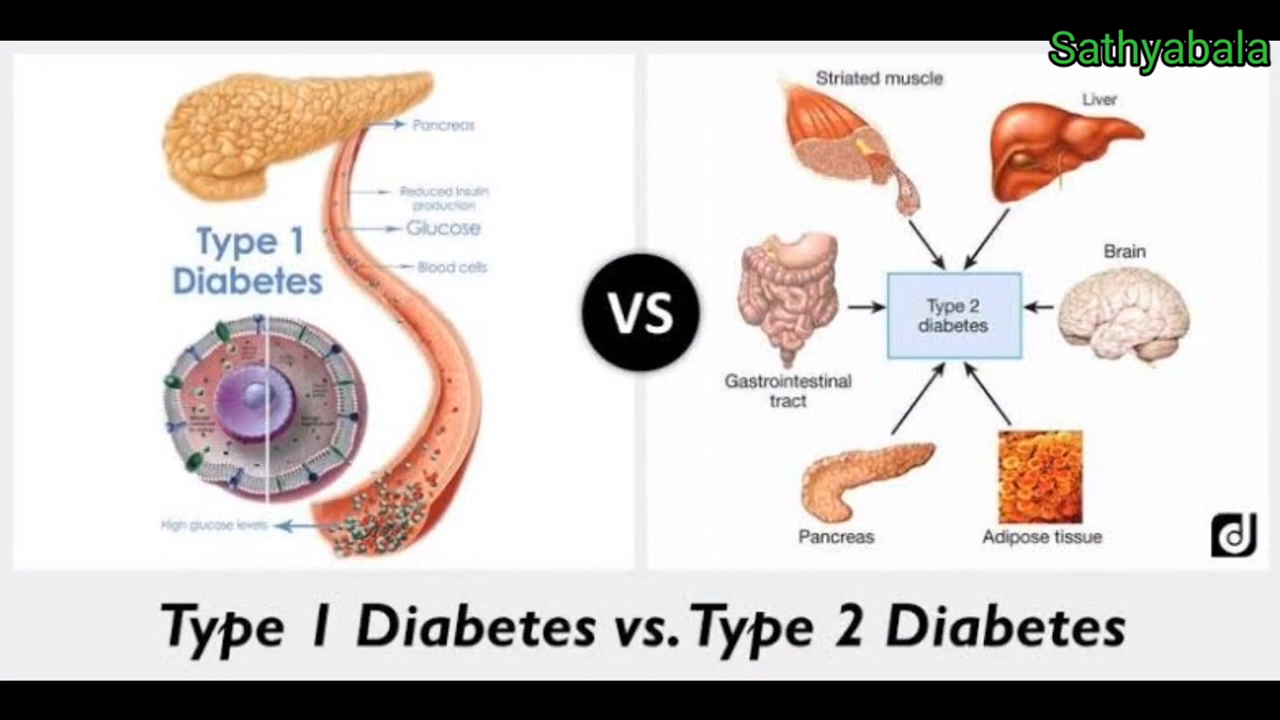 Sathyabala
Pancreas
Reduced Insulin
production
Glucose
Blood cells
Type 1
Diabetes
High glucose levels
VS
Striated muscle
Liver
Brain
Type 2
diabetes
Gastrointestinal
tract
Pancreas
Adipose tissue
Type 1 Diabetes vs. Type 2 Diabetes